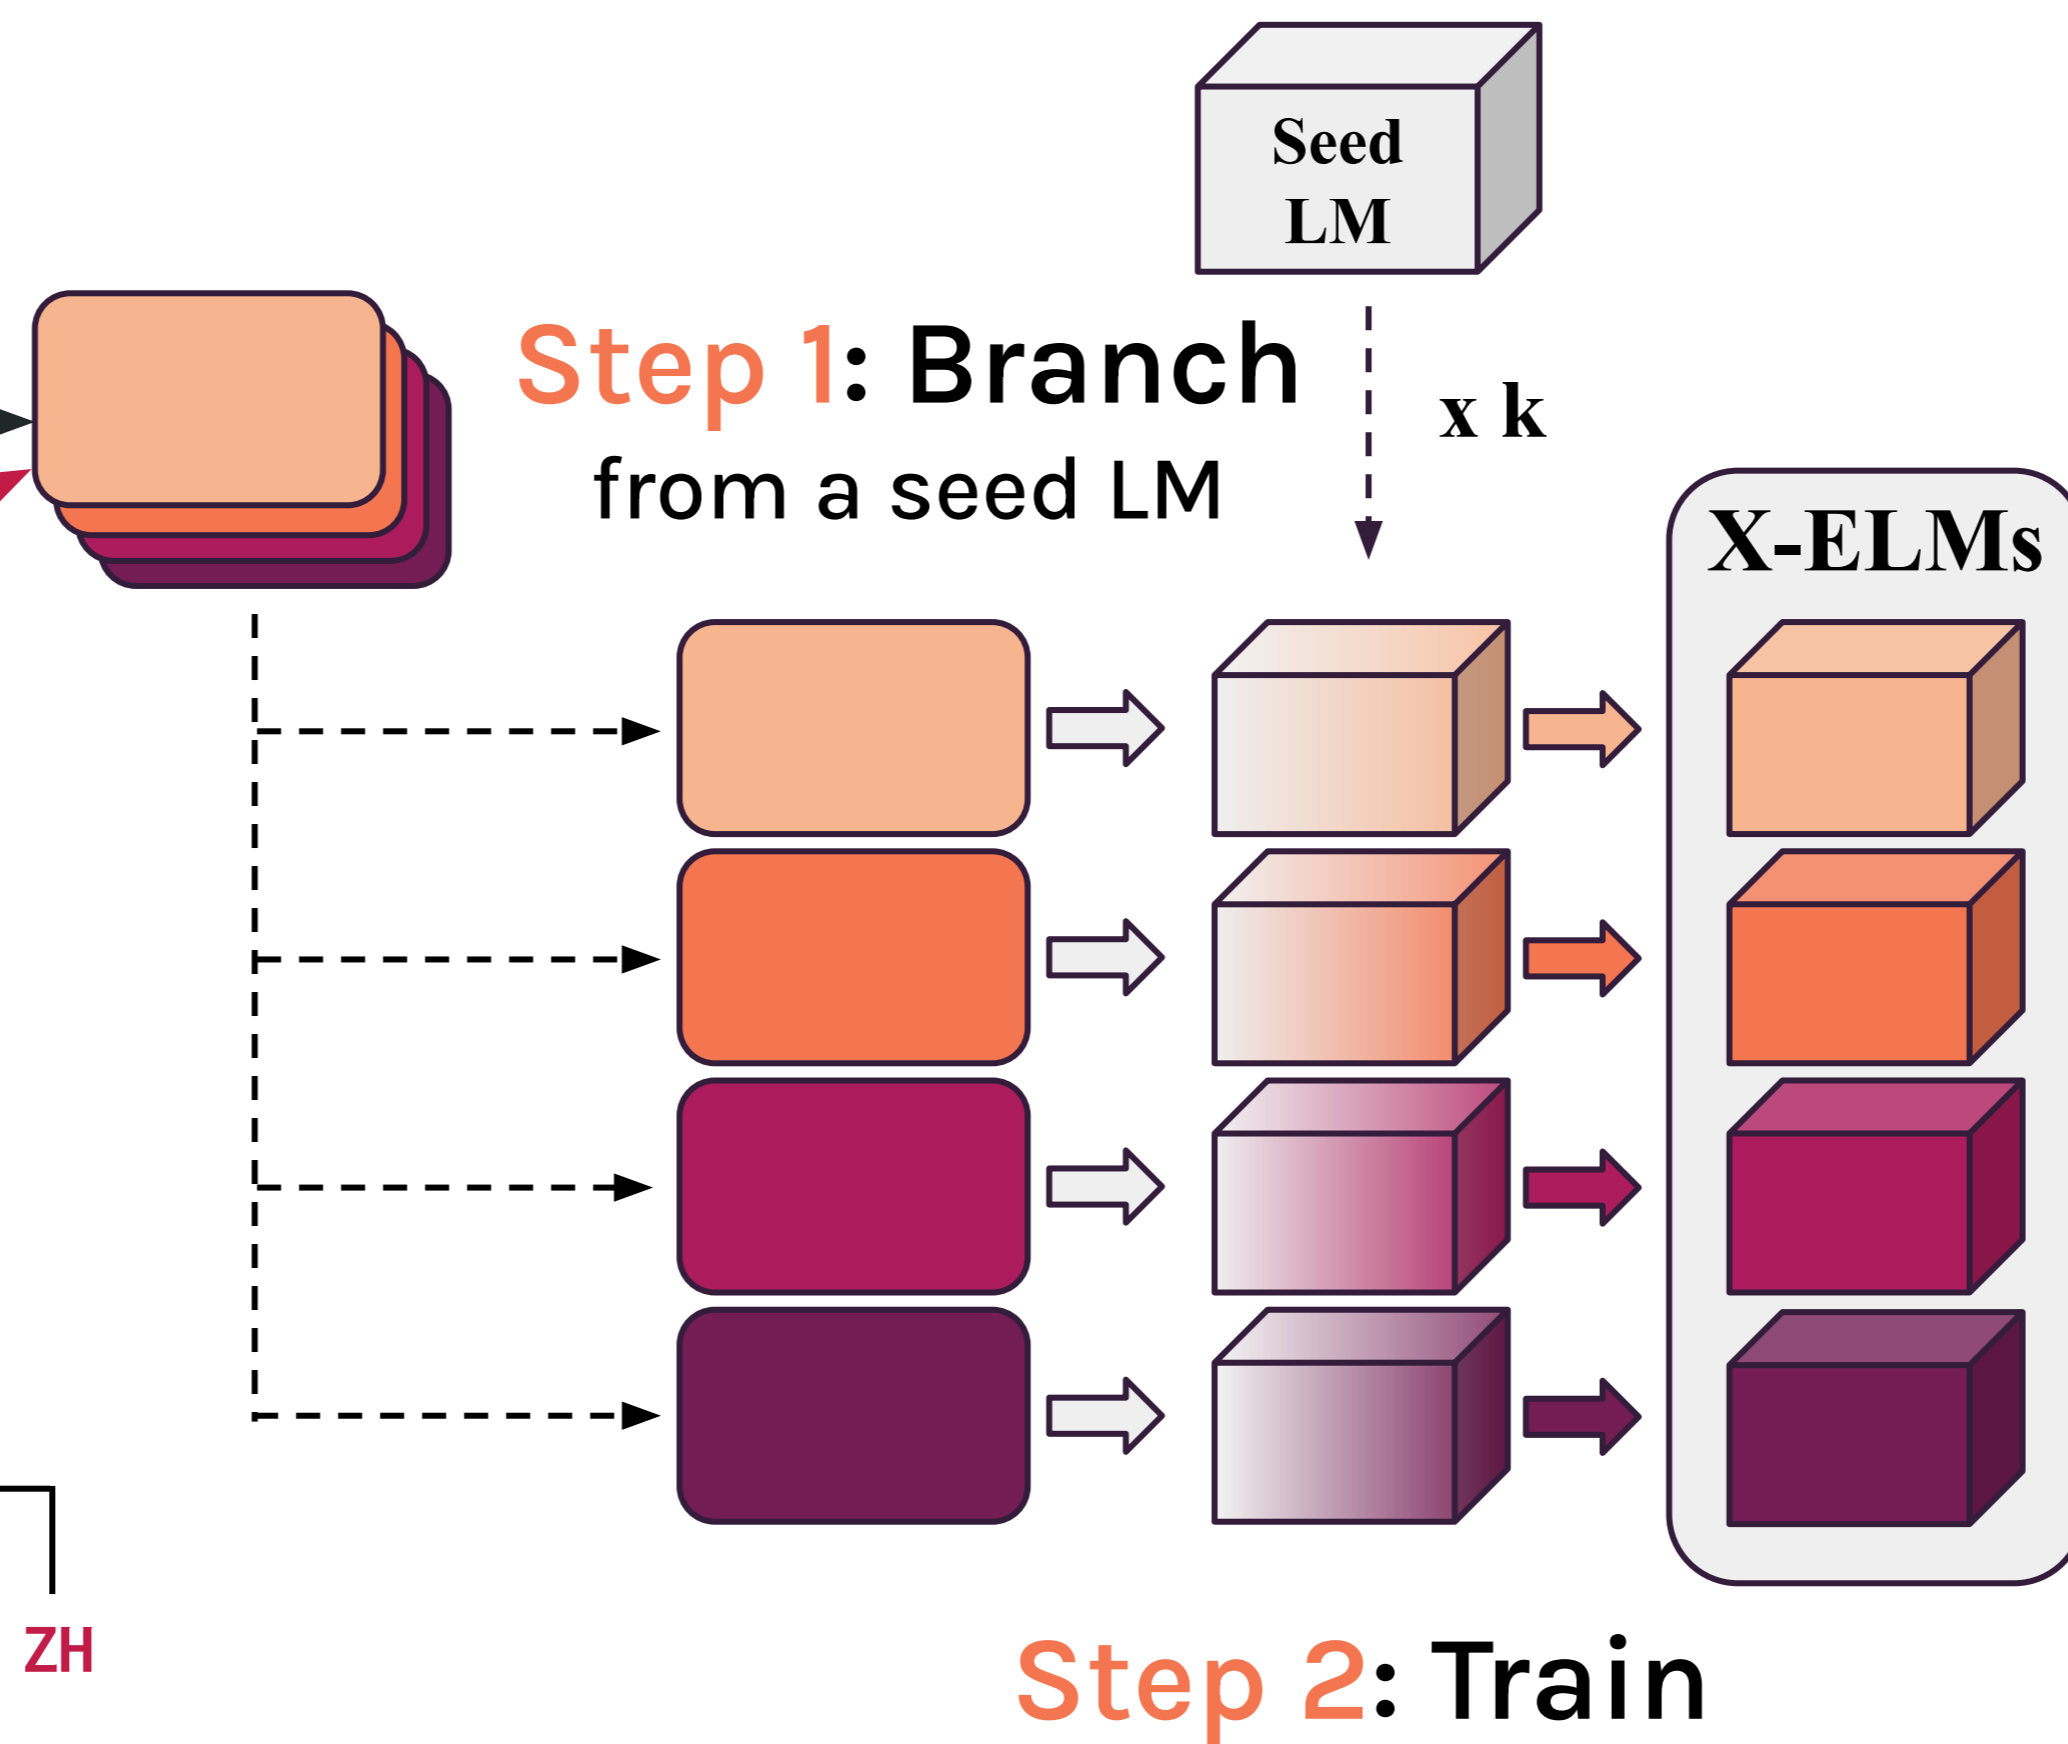 Seed
LM
Step 1: Branch
from a seed LM
x k
X-ELMs
ZH
Step 2: Train